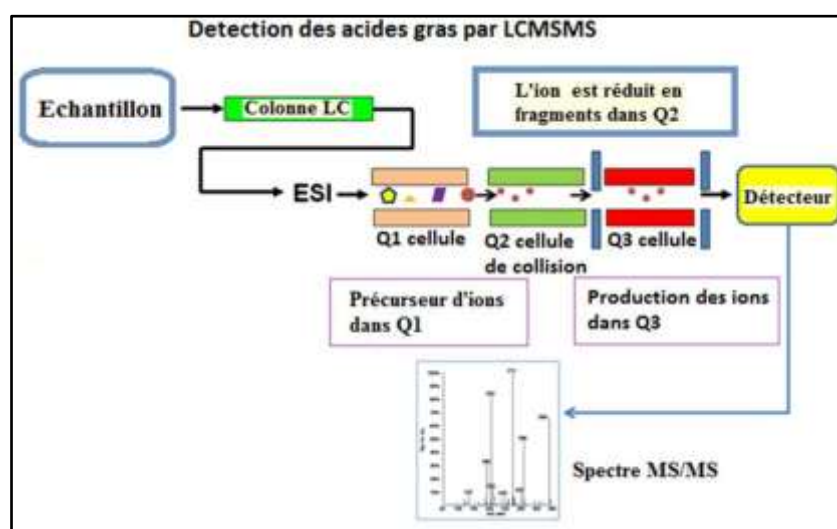 Detection des acides gras par LCMSMS
Echantillon
Colonne LC
L'ion est réduit en
fragments dans Q2
ESI
Q1 cellule
Q2 cellule
de collision
Q3 cellule
Détecteur
Précurseur d'ions
dans Q1
Production des ions
dans Q3
Spectre MS/MS